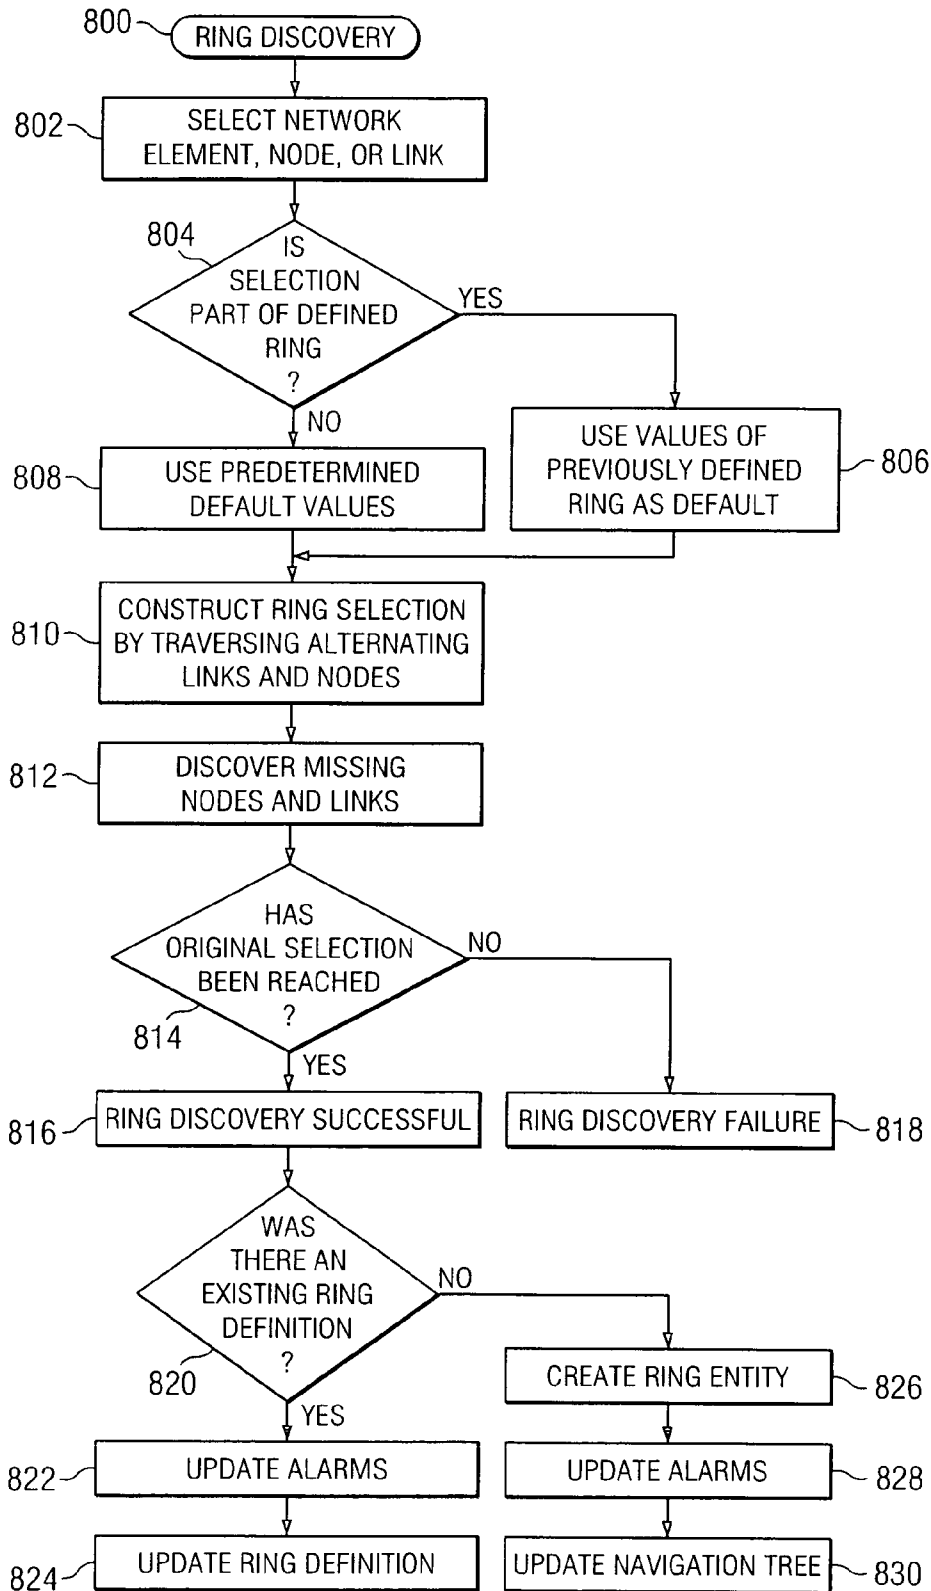 800
RING DISCOVERY
802
SELECT NETWORK
ELEMENT, NODE, OR LINK
804
IS
SELECTION
PART OF DEFINED
RING
?
YES
NO
808
USE PREDETERMINED
DEFAULT VALUES
USE VALUES OF
PREVIOUSLY DEFINED
RING AS DEFAULT
806
810
CONSTRUCT RING SELECTION
BY TRAVERSING ALTERNATING
LINKS AND NODES
812
DISCOVER MISSING
NODES AND LINKS
HAS
ORIGINAL SELECTION
BEEN REACHED
?
814
NO
YES
816
RING DISCOVERY SUCCESSFUL
RING DISCOVERY FAILURE
818
WAS
THERE AN
EXISTING RING
DEFINITION
?
820
NO
YES
CREATE RING ENTITY
826
822
UPDATE ALARMS
UPDATE ALARMS
828
824
UPDATE RING DEFINITION
UPDATE NAVIGATION TREE
830